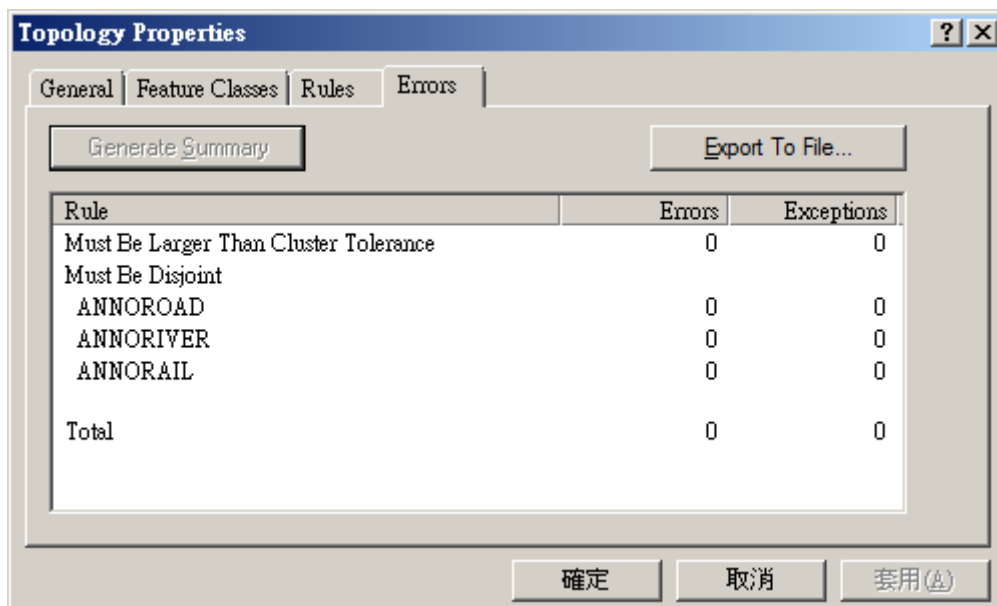 Topology Properties
General Feature Classes Rules Errors
Generate Summary Export To File...
Rule Errors Exceptions
Must Be Larger Than Cluster Tolerance 0 0
Must Be Disjoint
ANNOROAD 0 0
ANNORIVER 0 0
ANNORAIL 0 0
Total 0 0
確定 取消 套用(A)